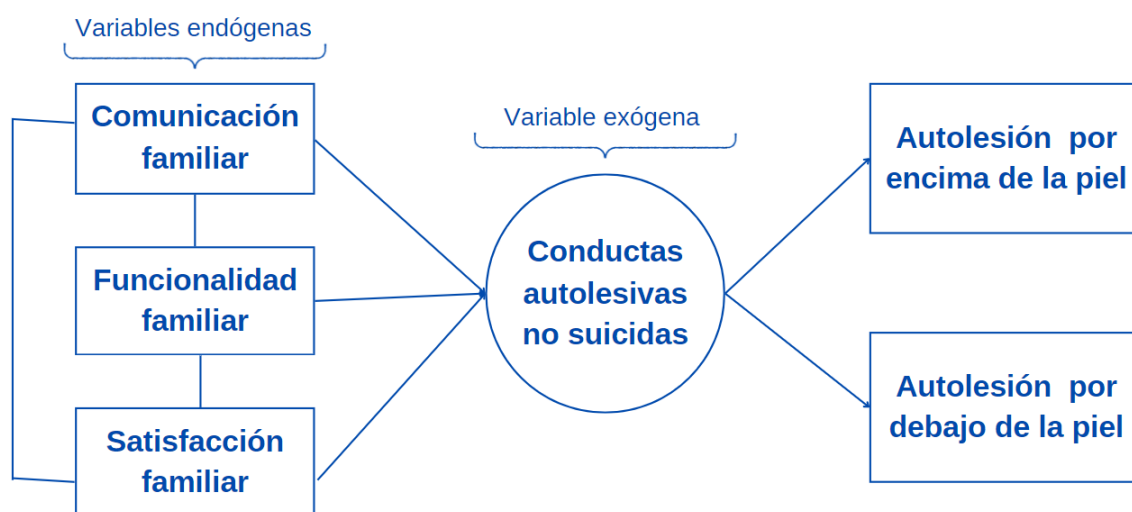 Variables endógenas
Comunicación
familiar
Funcionalidad
familiar
Satisfacción
familiar
Variable exógena
Conductas
autolesivas
no suicidas
Autolesión por
encima de la piel
Autolesión por
debajo de la piel